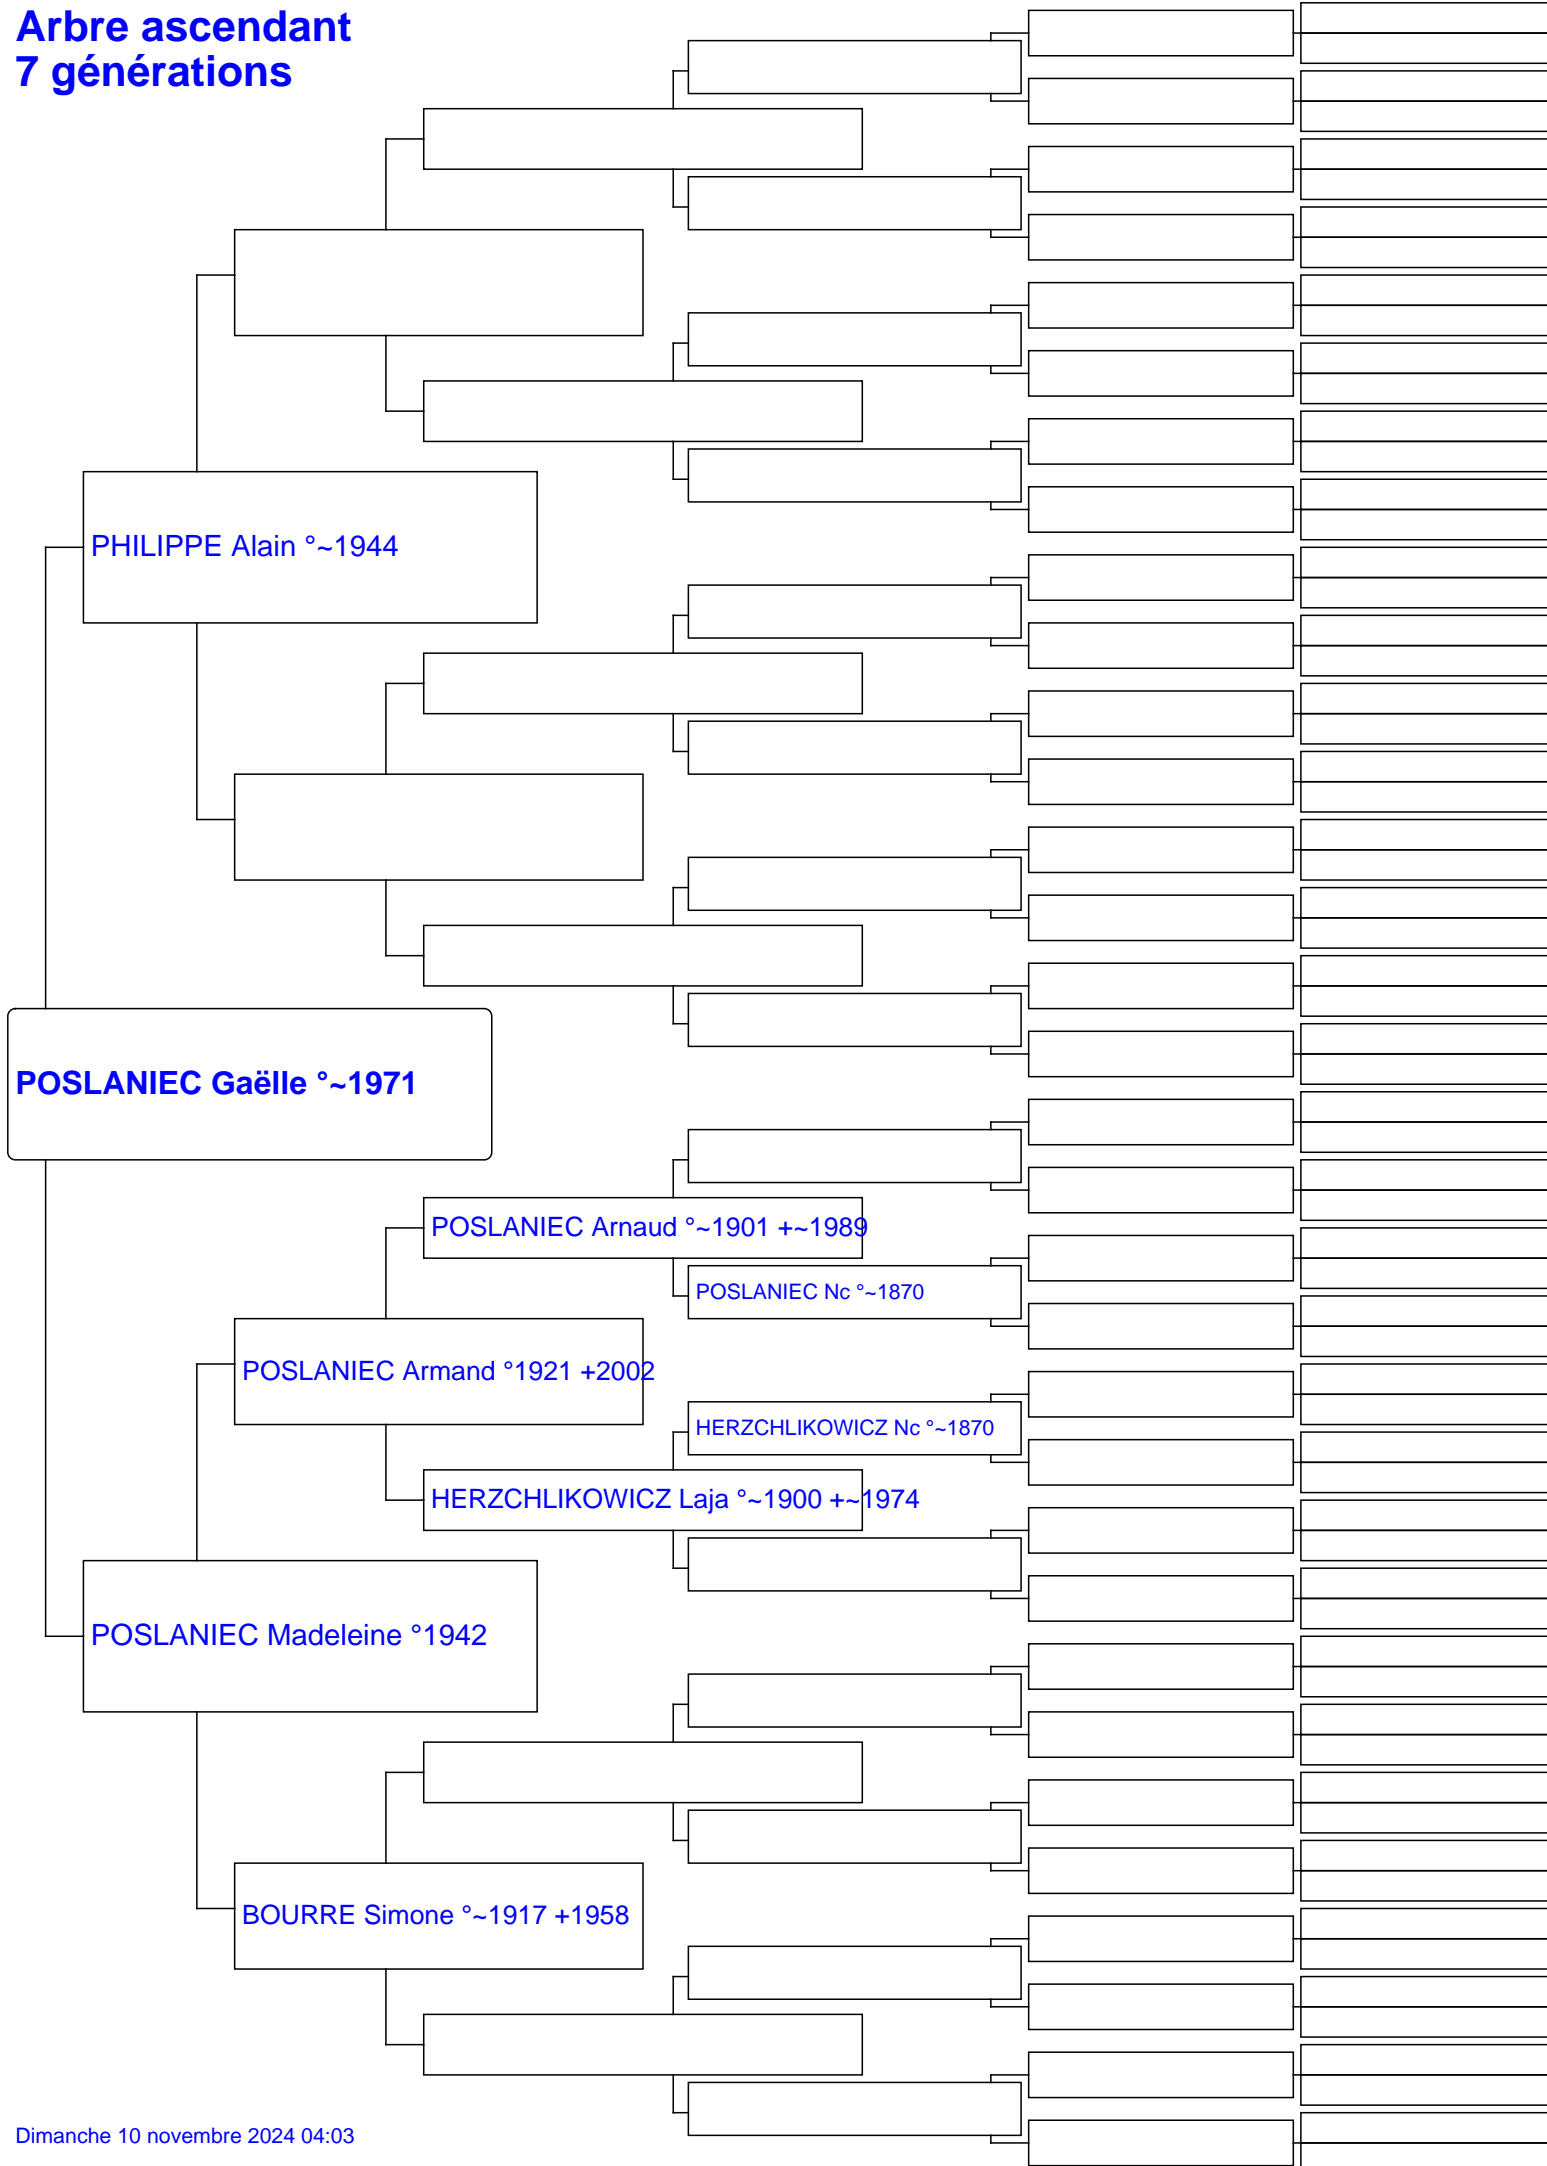 Arbre ascendant
7 générations
PHILIPPE Alain °~1944
POSLANIEC Gaëlle °~1971
POSLANIEC Arnaud °~1901 +~1989
POSLANIEC Nc °~1870
POSLANIEC Armand °1921 +2002
HERZCHLIKOWICZ Nc °~1870
HERZCHLIKOWICZ Laja °~1900 +~1974
POSLANIEC Madeleine °1942
BOURRE Simone °~1917 +1958
Dimanche 10 novembre 2024 04:03